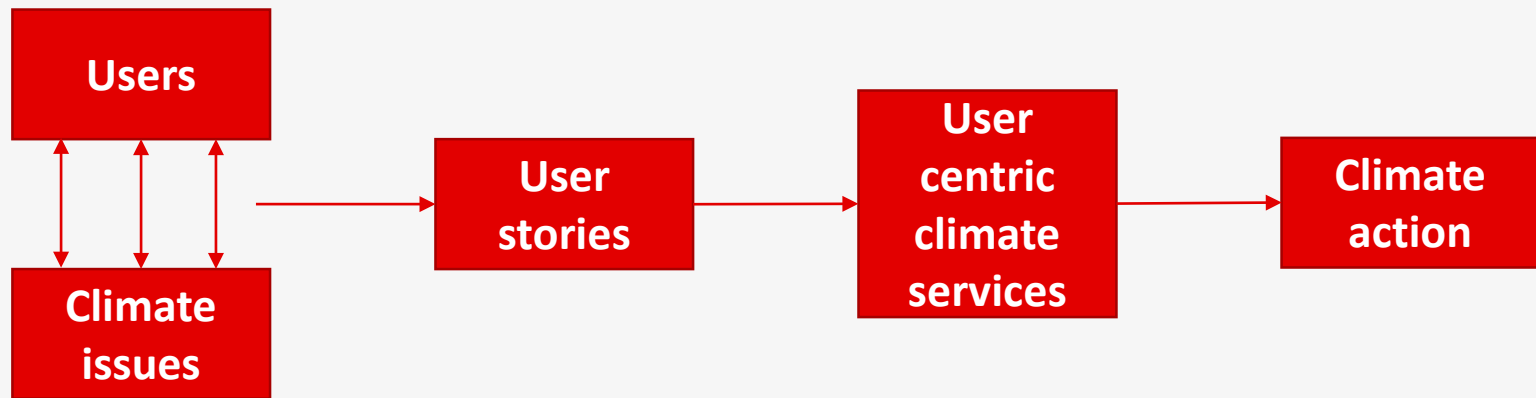 Users
Climate
issues
User
stories
User
centric
climate
services
Climate
action